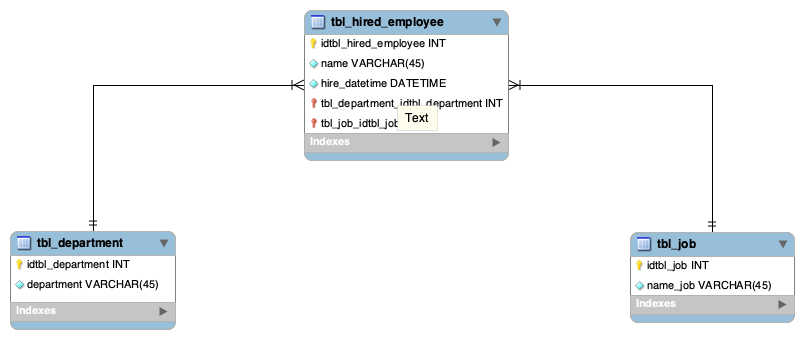 tbl_hired_employee
idtbl_hired_employee INT
name VARCHAR(45)
hire_datetime DATETIME
tbl_department_idtbl_department INT
tbl_job_idtbl_job
Text
Indexes
tbl_department
idtbl_department INT
department VARCHAR(45)
Indexes
tbl_job
idtbl_job INT
name_job VARCHAR(45)
Indexes